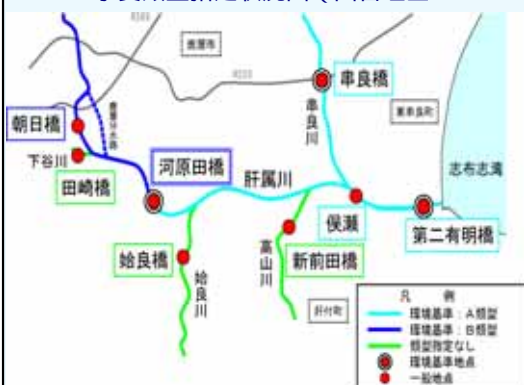 鹿屋市
串良橋
串良川
東串良町
朝日橋
下谷川
田崎橋
河原田橋
肝属川
志布志湾
俣瀬
第二有明橋
姶良橋
姶良川
高山川
新前田橋
肝付町
凡 例
環境基準:A類型
環境基準:B類型
類型指定なし
環境基準地点
一般地点